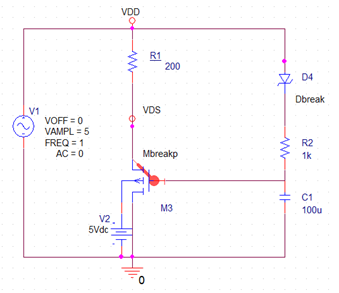 VDD
R1
200
D4
Dbreak
V1
VOFF = 0
VAMPL = 5
FREQ = 1
AC = 0
VDS
R2
1k
Mbreakp
M3
C1
100u
V2
5Vdc
0